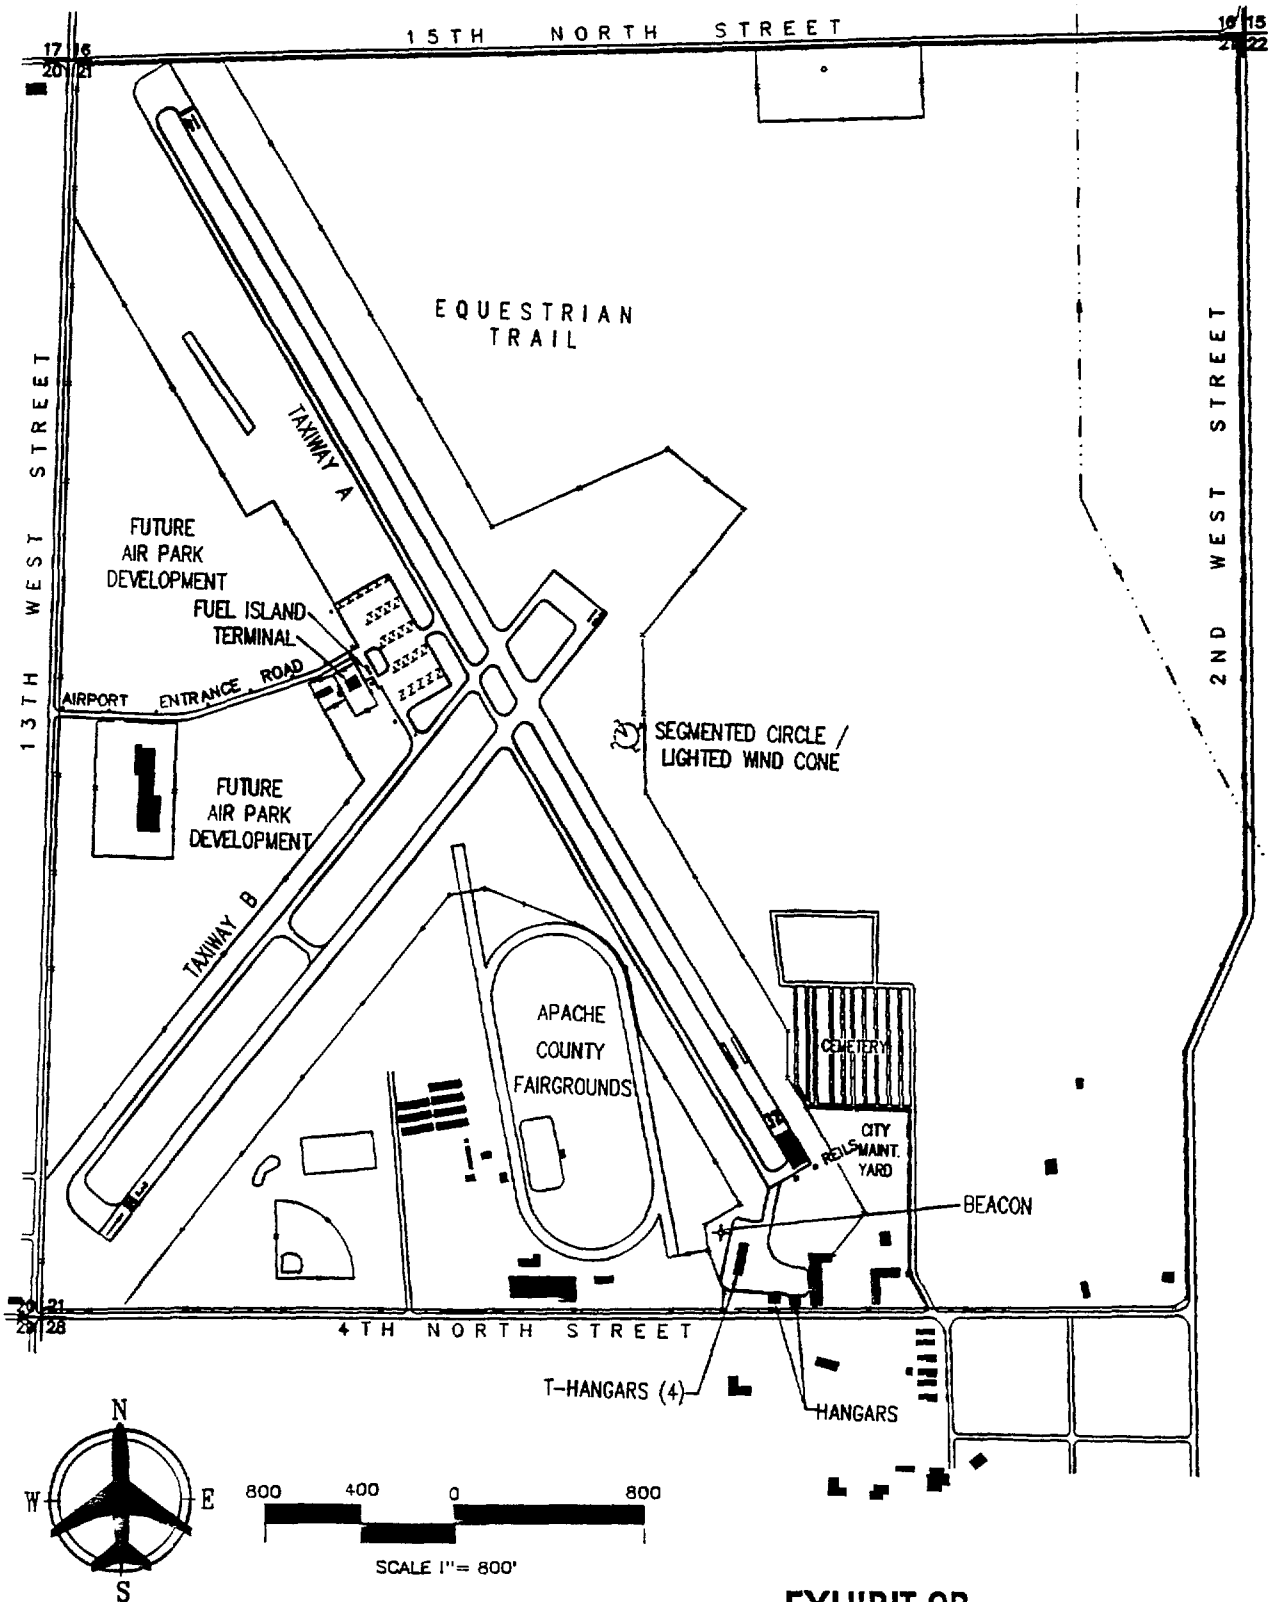 15TH NORTH STREET
17 16
20 21
16 15
21 22
EQUESTRIAN
TRAIL
13TH WEST STREET
2ND WEST STREET
TAXIWAY A
FUTURE
AIR PARK
DEVELOPMENT
FUEL ISLAND
TERMINAL
AIRPORT ENTRANCE ROAD
SEGMENTED CIRCLE /
LIGHTED WIND CONE
FUTURE
AIR PARK
DEVELOPMENT
TAXIWAY B
APACHE
COUNTY
FAIRGROUNDS
CEMETERY
32
CITY
MAINT.
YARD
REILS
BEACON
20 21
29 28
4TH NORTH STREET
T-HANGARS (4)
HANGARS
N
W E
S
800 400 0 800
SCALE 1"= 800'